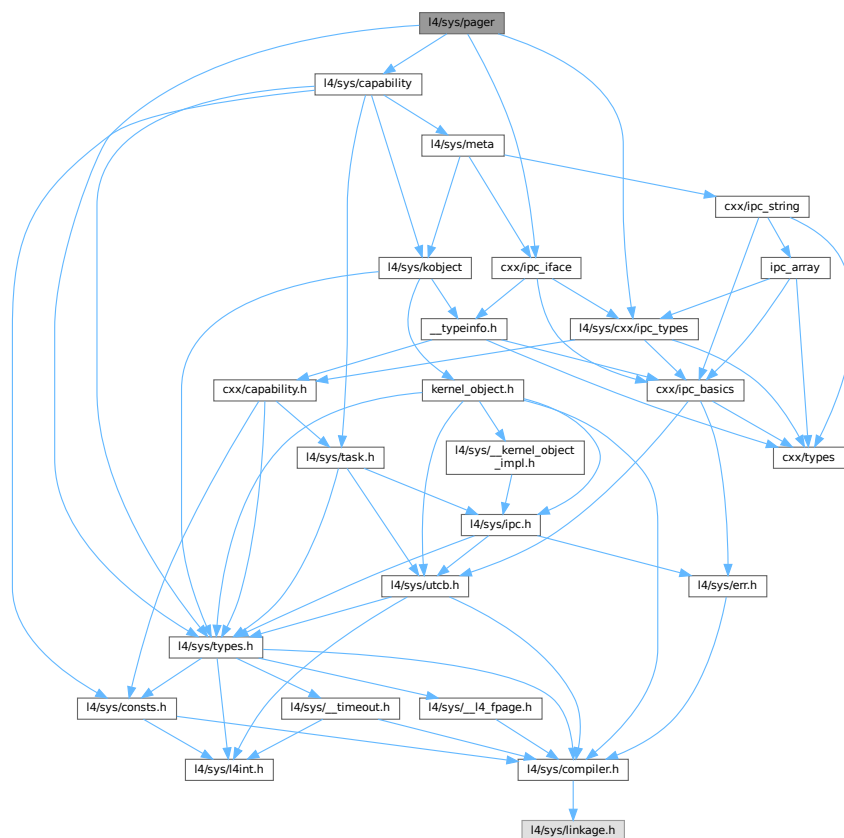 l4/sys/pager
l4/sys/capability
l4/sys/meta
cxx/ipc_string
l4/sys/kobject
cxx/ipc_iface
ipc_array
__typeinfo.h
l4/sys/cxx/ipc_types
cxx/capability.h
kernel_object.h
cxx/ipc_basics
l4/sys/task.h
l4/sys/__kernel_object
_impl.h
cxx/types
l4/sys/ipc.h
l4/sys/utcb.h
l4/sys/err.h
l4/sys/types.h
l4/sys/consts.h
l4/sys/__timeout.h
l4/sys/__l4_fpage.h
l4/sys/l4int.h
l4/sys/compiler.h
l4/sys/linkage.h